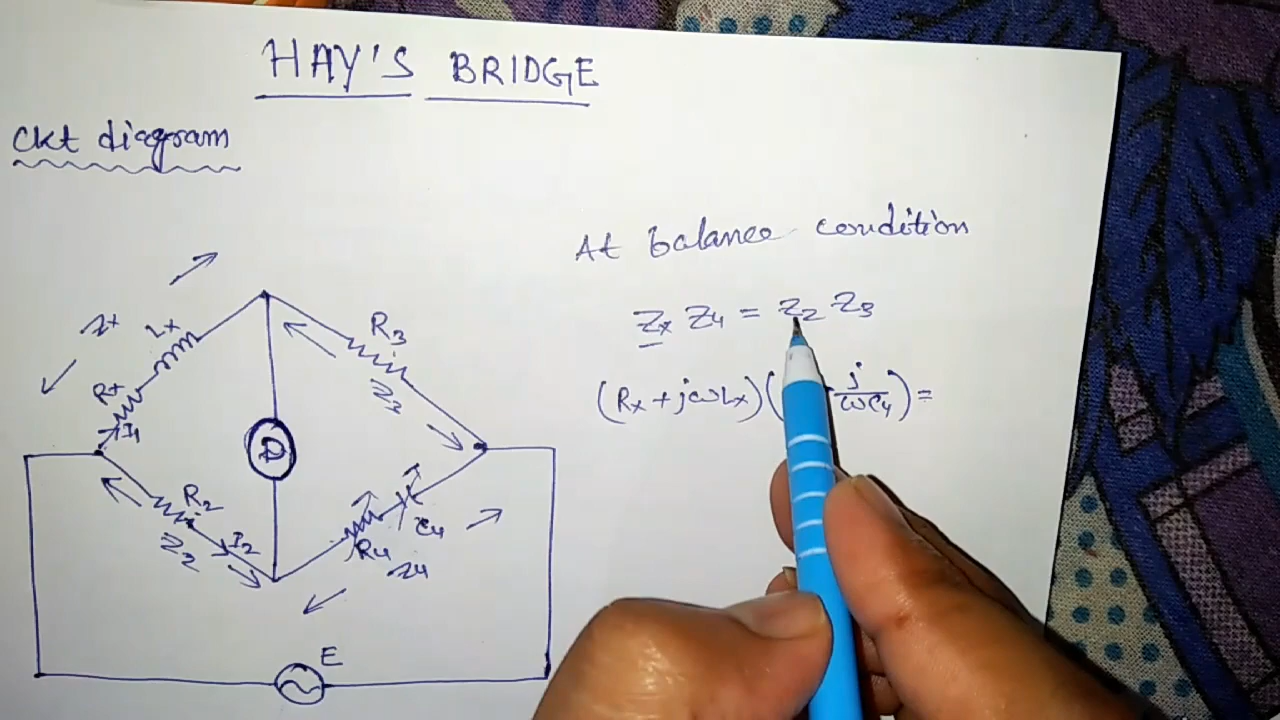 HAY'S BRIDGE
ckt diagram
At balance condition
Zx Z4 = Z2 Z3
(Rx + jωLx)( j/ωC4) =
Zx
Lx
Rx
I1
R3
Z3
D
R2
Z2
I2
R4
C4
Z4
E